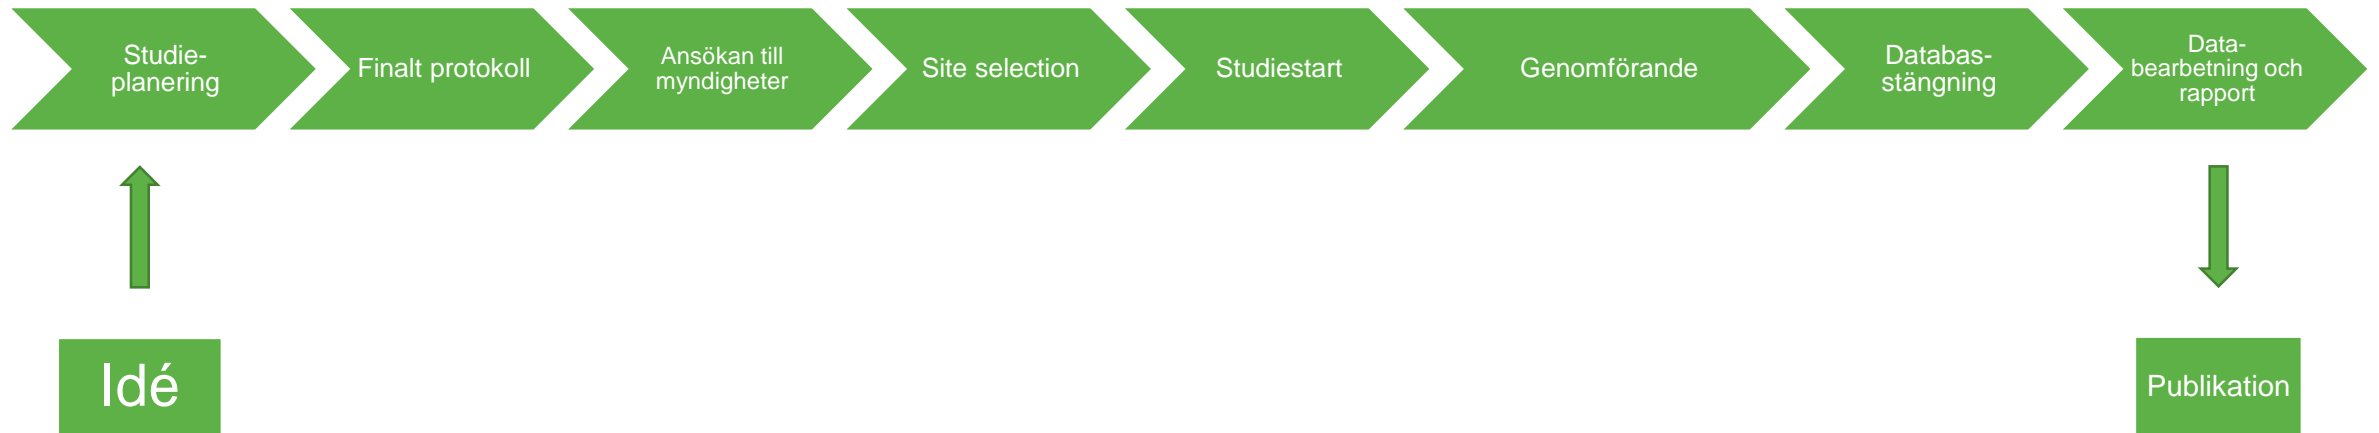 Studie-
planering
Finalt protokoll
Ansökan till
myndigheter
Site selection
Studiestart
Genomförande
Databas-
stängning
Data-
bearbetning och
rapport
Idé
Publikation